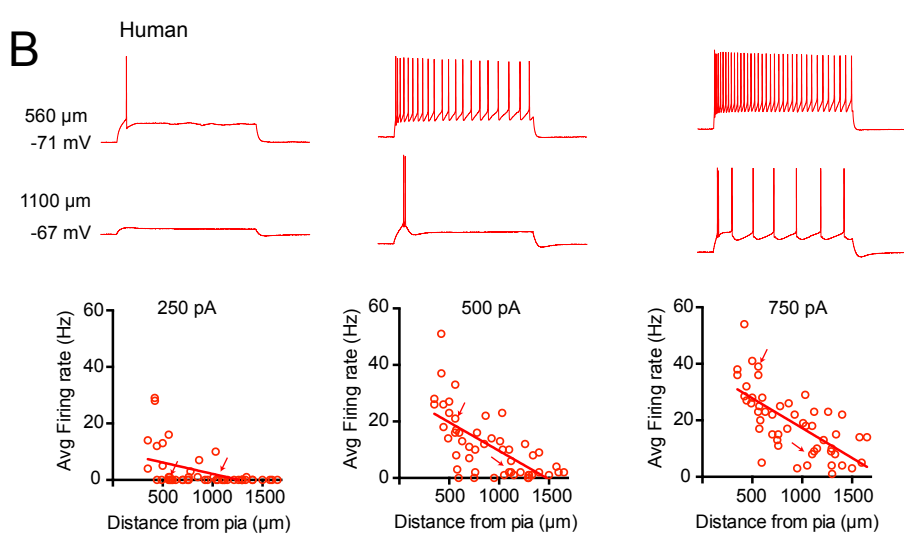 B
Human
560 µm
-71 mV
1100 µm
-67 mV
250 pA
60
40
20
0
Avg Firing rate (Hz)
500
1000
1500
Distance from pia (µm)
500 pA
60
40
20
0
Avg Firing rate (Hz)
500
1000
1500
Distance from pia (µm)
750 pA
60
40
20
0
Avg Firing rate (Hz)
500
1000
1500
Distance from pia (µm)